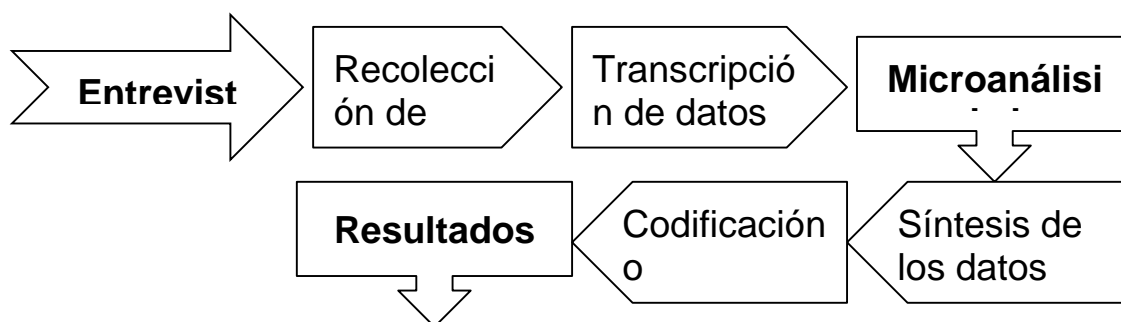 Entrevist
Recolecci
ón de
Transcripció
n de datos
Microanálisi
Síntesis de
los datos
Codificación
o
Resultados